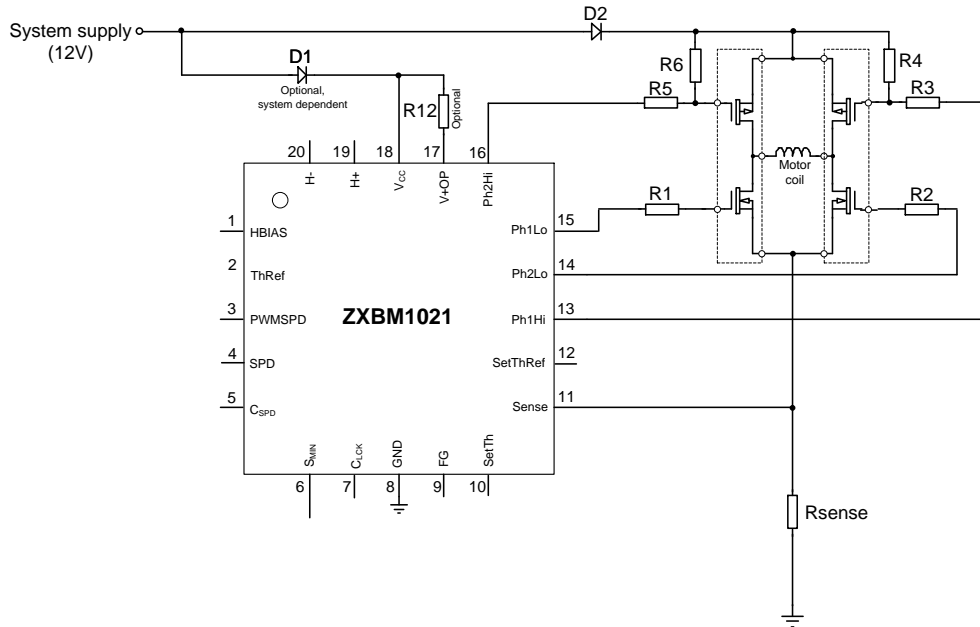 System supply
(12V)
D2
D1
Optional,
system dependent
R12
Optional
R6
R5
R4
R3
Motor
coil
R1
R2
20
19
18
17
16
H-
H+
VCC
V+OP
Ph2Hi
1
HBIAS
2
ThRef
3
PWMSPD
4
SPD
5
CSPD
ZXBM1021
Ph1Lo
15
Ph2Lo
14
Ph1Hi
13
SetThRef
12
Sense
11
SMIN
CLCK
GND
FG
SetTh
6
7
8
9
10
Rsense